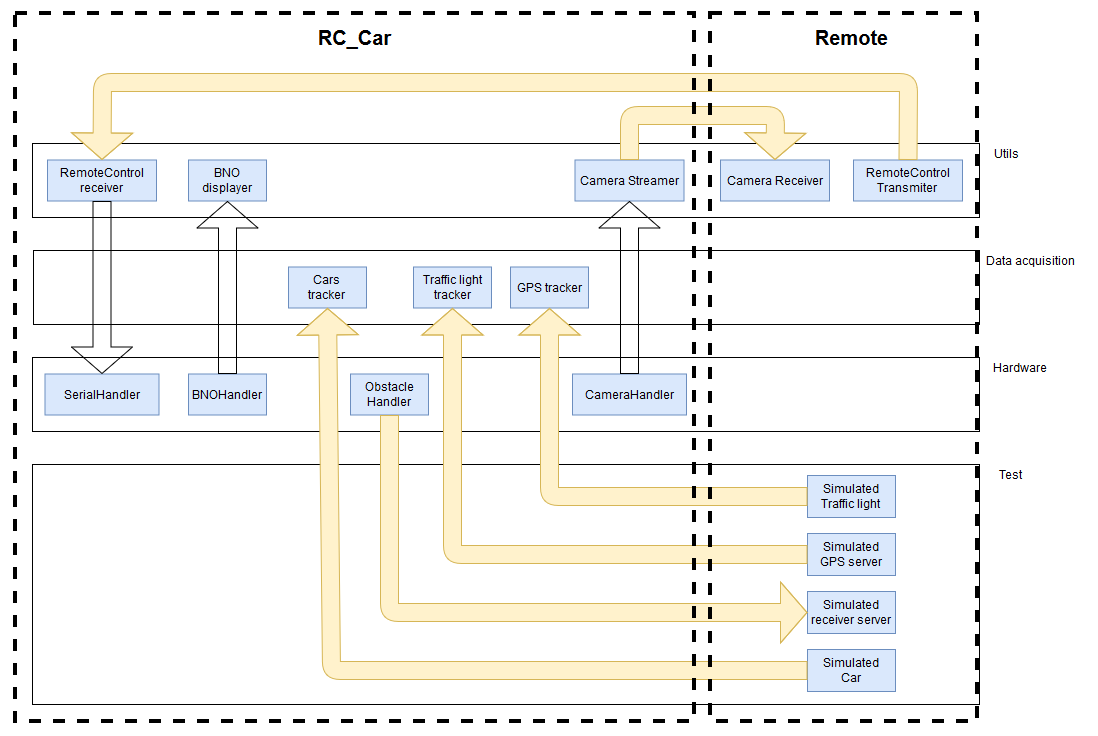 RC_Car
Remote
Utils
RemoteControl
receiver
BNO
displayer
Camera Streamer
Camera Receiver
RemoteControl
Transmiter
Data acquisition
Cars
tracker
Traffic light
tracker
GPS tracker
Hardware
SerialHandler
BNOHandler
Obstacle
Handler
CameraHandler
Test
Simulated
Traffic light
Simulated
GPS server
Simulated
receiver server
Simulated
Car